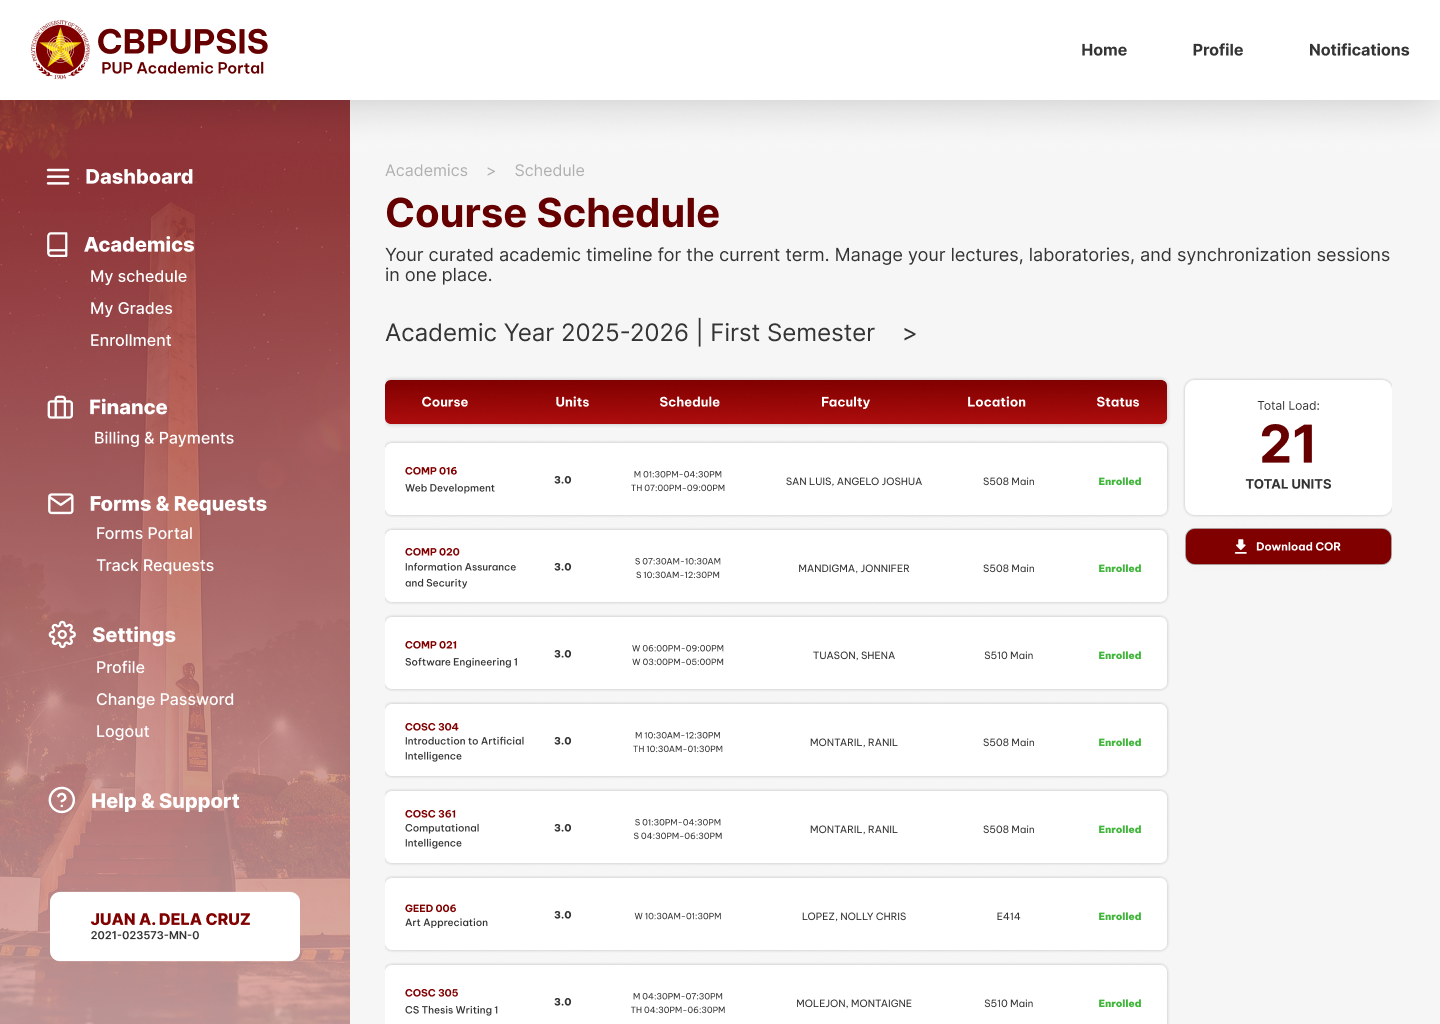 CBPUPSIS
PUP Academic Portal
1904
Home
Profile
Notifications
Dashboard
Academics
My schedule
My Grades
Enrollment
Finance
Billing & Payments
Forms & Requests
Forms Portal
Track Requests
Settings
Profile
Change Password
Logout
Help & Support
JUAN A. DELA CRUZ
2021-023573-MN-0
Academics > Schedule
Course Schedule
Your curated academic timeline for the current term. Manage your lectures, laboratories, and synchronization sessions
in one place.
Academic Year 2025-2026 | First Semester >
Course Units Schedule Faculty Location Status
COMP 016
Web Development
3.0
M 01:30PM-04:30PM
TH 07:00PM-09:00PM
SAN LUIS, ANGELO JOSHUA
S508 Main
Enrolled
COMP 020
Information Assurance
and Security
3.0
S 07:30AM-10:30AM
S 10:30AM-12:30PM
MANDIGMA, JONNIFER
S508 Main
Enrolled
COMP 021
Software Engineering 1
3.0
W 06:00PM-09:00PM
W 03:00PM-05:00PM
TUASON, SHENA
S510 Main
Enrolled
COSC 304
Introduction to Artificial
Intelligence
3.0
M 10:30AM-12:30PM
TH 10:30AM-01:30PM
MONTARIL, RANIL
S508 Main
Enrolled
COSC 361
Computational
Intelligence
3.0
S 01:30PM-04:30PM
S 04:30PM-06:30PM
MONTARIL, RANIL
S508 Main
Enrolled
GEED 006
Art Appreciation
3.0
W 10:30AM-01:30PM
LOPEZ, NOLLY CHRIS
E414
Enrolled
COSC 305
CS Thesis Writing 1
3.0
M 04:30PM-07:30PM
TH 04:30PM-06:30PM
MOLEJON, MONTAIGNE
S510 Main
Enrolled
Total Load:
21
TOTAL UNITS
Download COR